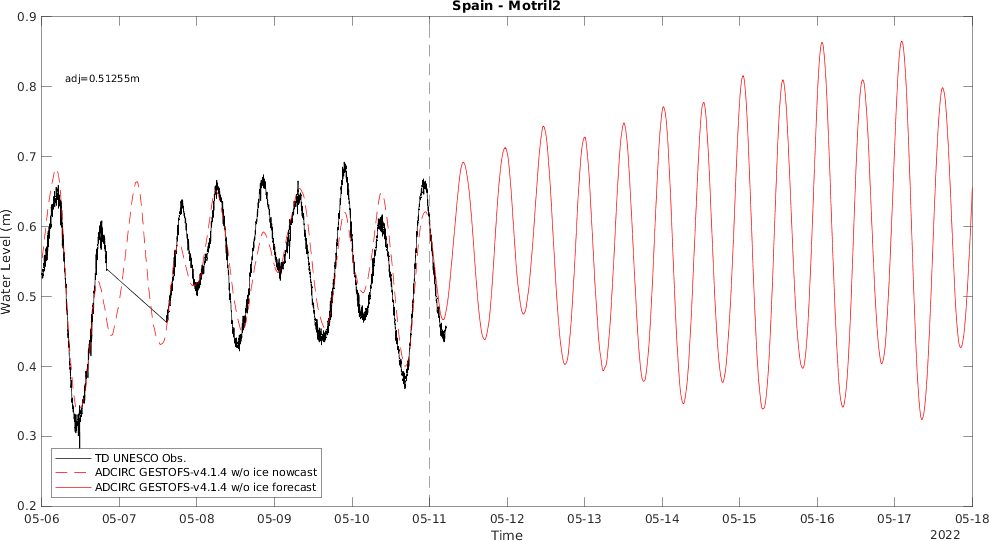 Spain - Motril2
0.9
0.8
0.7
0.6
0.5
0.4
0.3
0.2
Water Level (m)
adj=0.51255m
TD UNESCO Obs.
ADCIRC GESTOFS-v4.1.4 w/o ice nowcast
ADCIRC GESTOFS-v4.1.4 w/o ice forecast
05-06 05-07 05-08 05-09 05-10 05-11 05-12 05-13 05-14 05-15 05-16 05-17 05-18
Time
2022